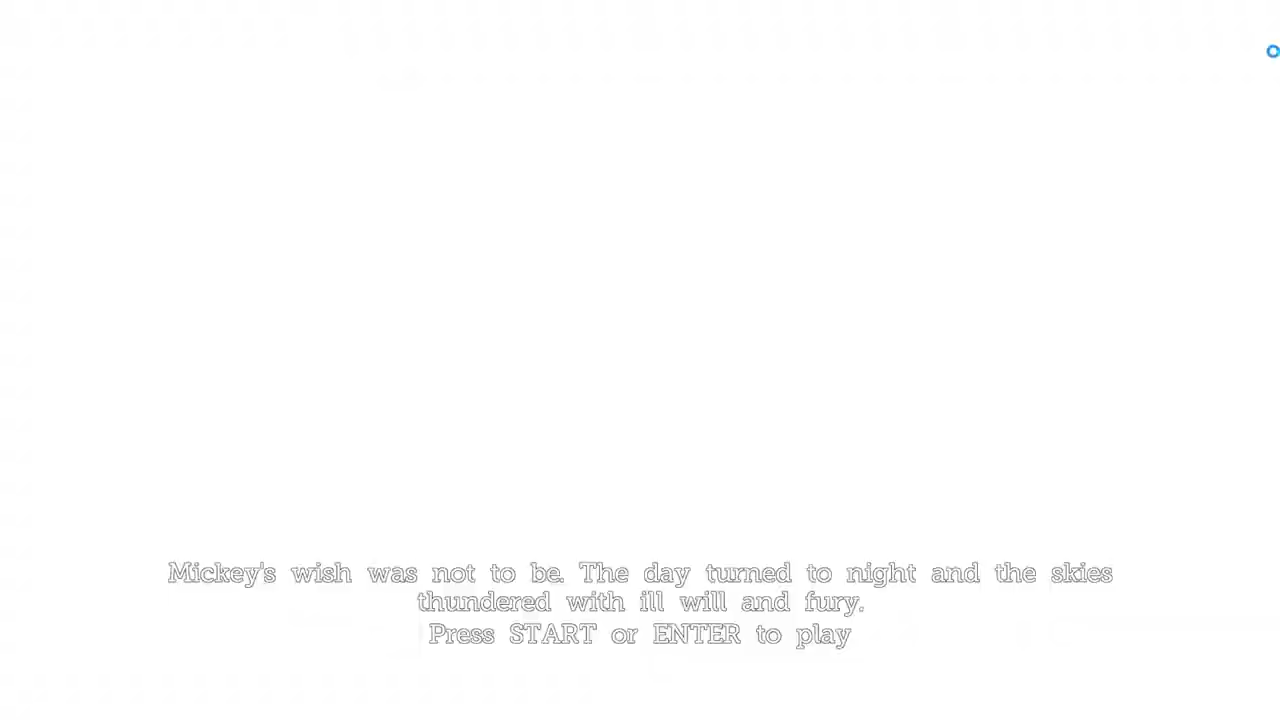 Mickey's wish was not to be. The day turned to night and the skies
thundered with ill will and fury.
Press START or ENTER to play